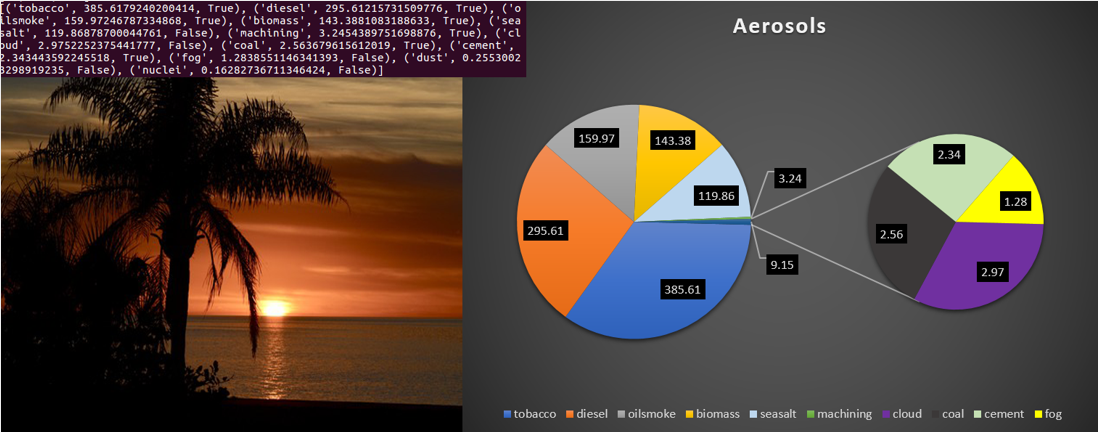 [('tobacco', 385.6179240200414, True), ('diesel', 295.61215731509776, True), ('o
ilsmoke', 159.97246787334868, True), ('biomass', 143.3881083188633, True), ('sea
salt', 119.86878700044761, False), ('machining', 3.2454389751698876, True), ('cl
oud', 2.9752252375441777, False), ('coal', 2.563679615612019, True), ('cement',
2.343443592245518, True), ('fog', 1.2838551146341393, False), ('dust', 0.2553002
3298919235, False), ('nuclei', 0.16282736711346424, False)]
Aerosols
159.97
143.38
119.86
295.61
385.61
3.24
9.15
2.34
1.28
2.56
2.97
tobacco diesel oilsmoke biomass seasalt machining cloud coal cement fog